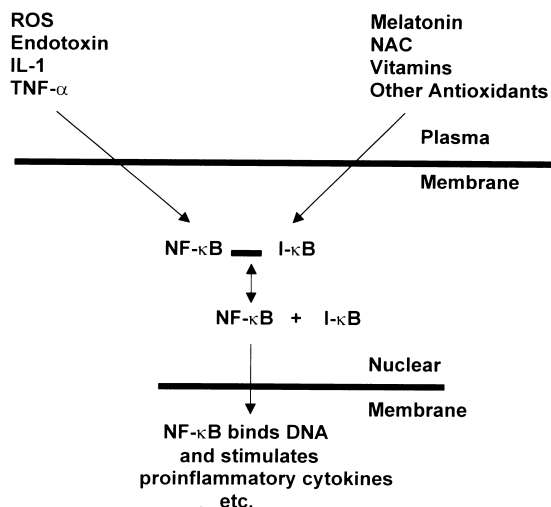 ROS
Endotoxin
IL-1
TNF-α
Melatonin
NAC
Vitamins
Other Antioxidants
Plasma
Membrane
NF-κB
I-κB
NF-κB + I-κB
Nuclear
Membrane
NF-κB binds DNA
and stimulates
proinflammatory cytokines
etc.